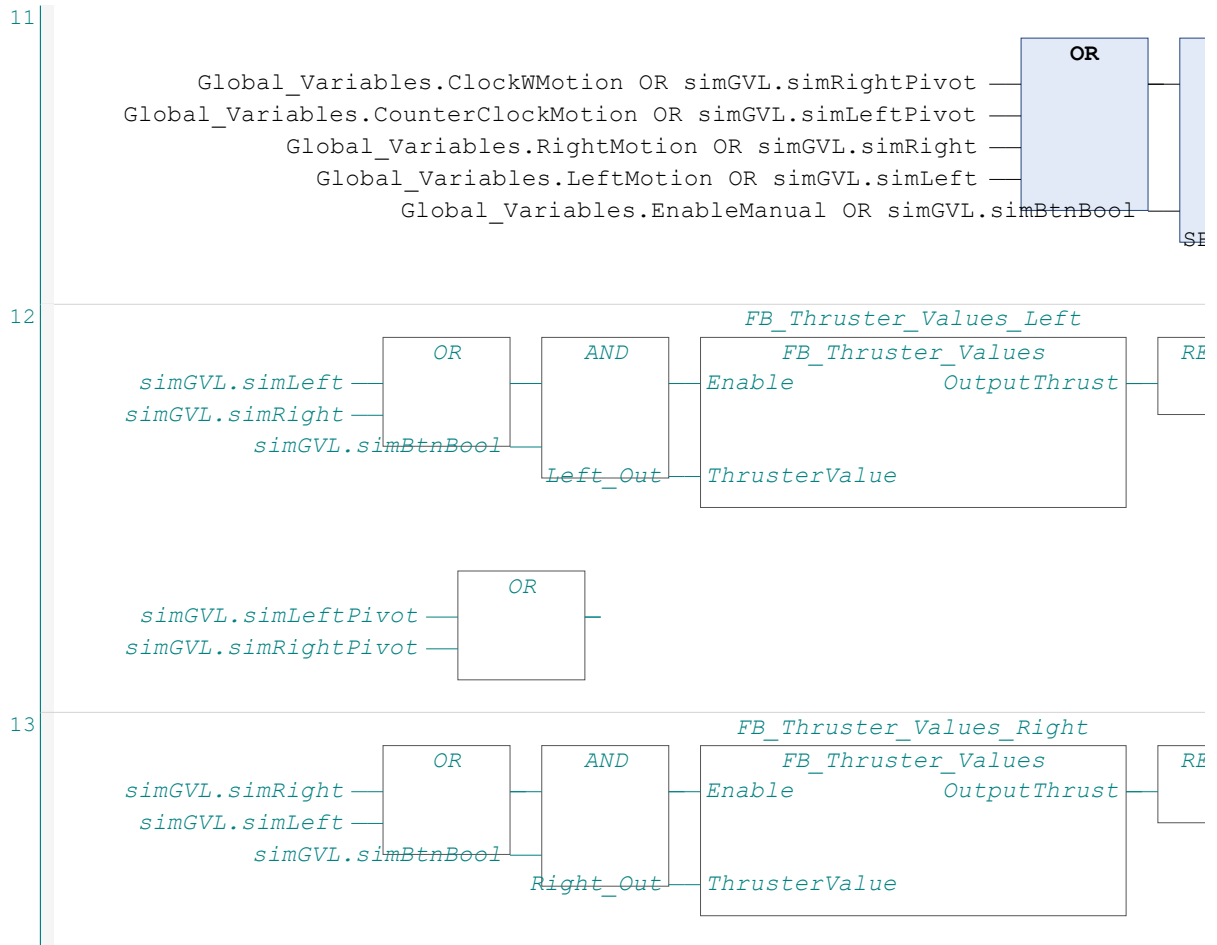 11
OR
Global_Variables.ClockWMotion OR simGVL.simRightPivot
Global_Variables.CounterClockMotion OR simGVL.simLeftPivot
Global_Variables.RightMotion OR simGVL.simRight
Global_Variables.LeftMotion OR simGVL.simLeft
Global_Variables.EnableManual OR simGVL.simBtnBool
12
FB_Thruster_Values_Left
OR AND FB_Thruster_Values RE
simGVL.simLeft Enable OutputThrust
simGVL.simRight
simGVL.simBtnBool
Left_Out ThrusterValue
OR
simGVL.simLeftPivot
simGVL.simRightPivot
13
FB_Thruster_Values_Right
OR AND FB_Thruster_Values RE
simGVL.simRight Enable OutputThrust
simGVL.simLeft
simGVL.simBtnBool
Right_Out ThrusterValue